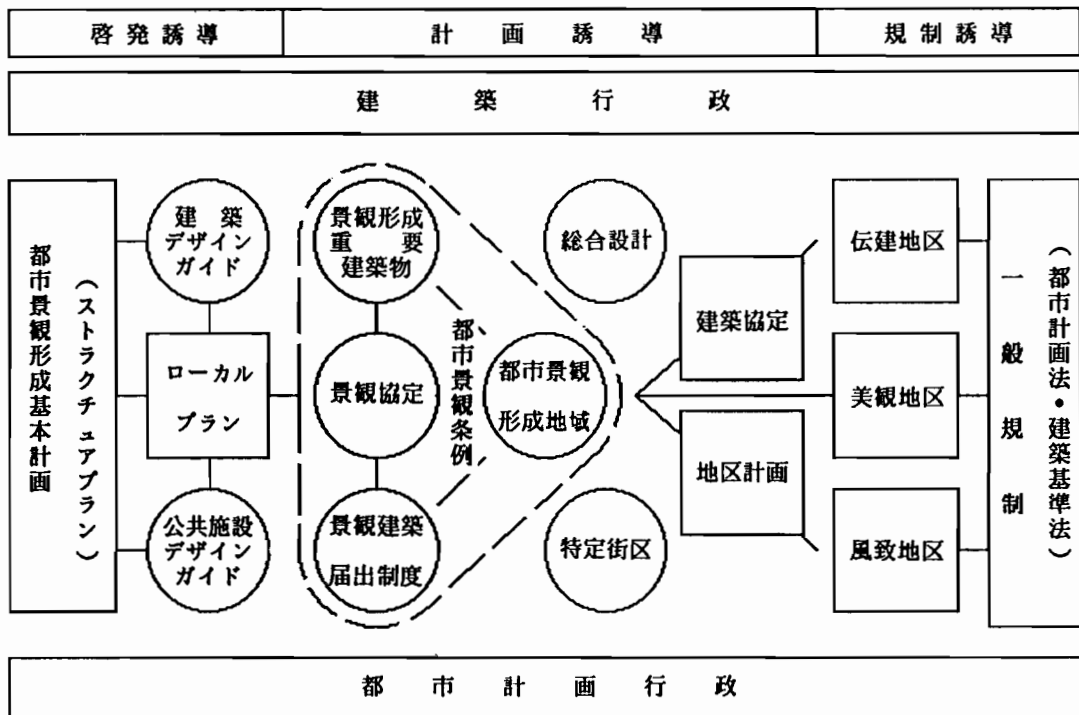 啓発誘導
計画誘導
規制誘導
建築行政
都市景観形成基本計画
（ストラクチュアプラン）
建築
デザイン
ガイド
ローカル
プラン
公共施設
デザイン
ガイド
景観形成
重要
建築物
景観協定
景観建築
届出制度
都市景観条例
都市景観
形成地域
総合設計
特定街区
建築協定
地区計画
伝建地区
美観地区
風致地区
一般規制
（都市計画法・建築基準法）
都市計画行政